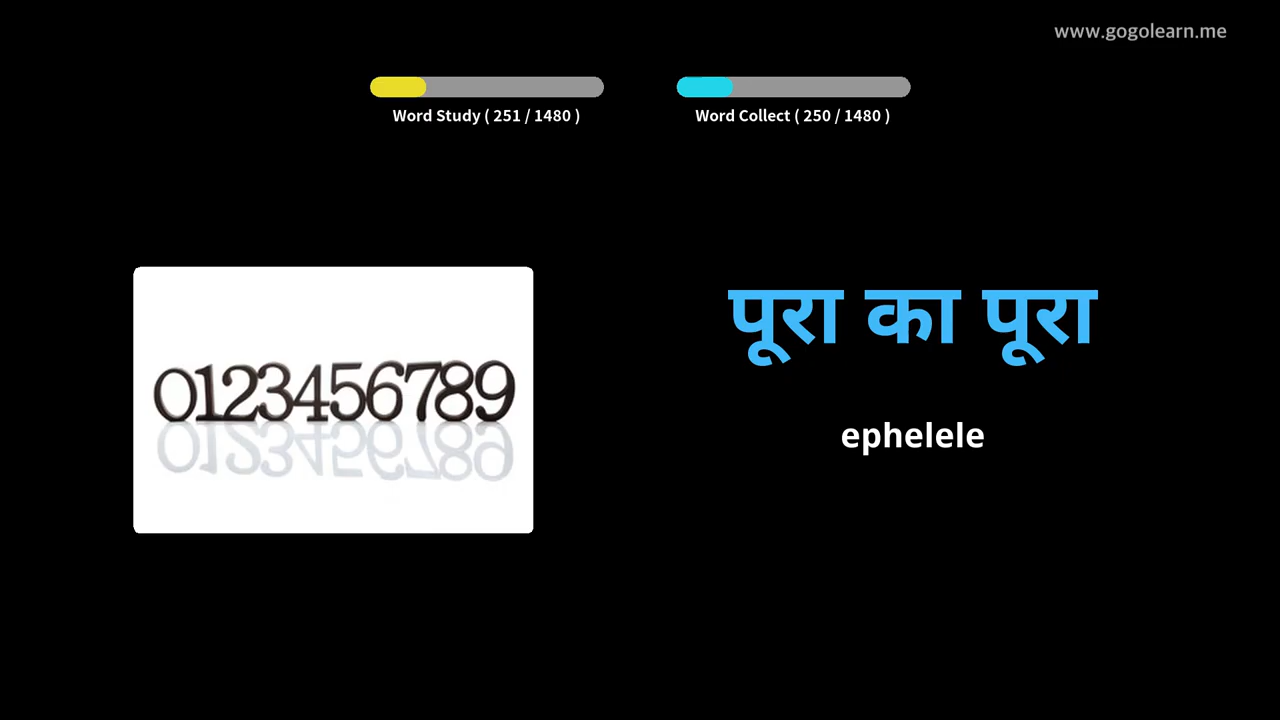 www.gogolearn.me
Word Study ( 251 / 1480 )
Word Collect ( 250 / 1480 )
0123456789
पूरा का पूरा
ephelele